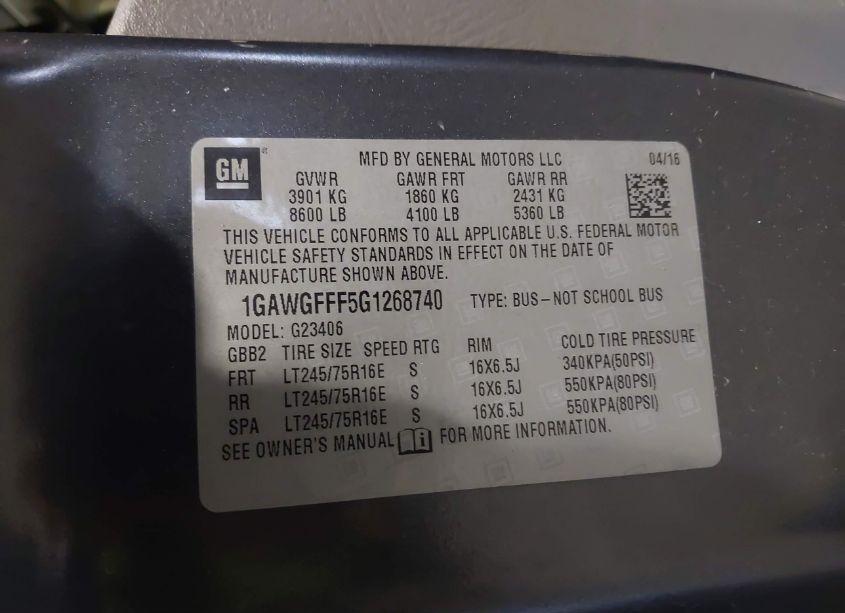 GM
MFD BY GENERAL MOTORS LLC 04/16
GVWR GAWR FRT GAWR RR
3901 KG 1860 KG 2431 KG
8600 LB 4100 LB 5360 LB
THIS VEHICLE CONFORMS TO ALL APPLICABLE U.S. FEDERAL MOTOR
VEHICLE SAFETY STANDARDS IN EFFECT ON THE DATE OF
MANUFACTURE SHOWN ABOVE.
1GAWGFFF5G1268740 TYPE: BUS–NOT SCHOOL BUS
MODEL: G23406
GBB2 TIRE SIZE SPEED RTG RIM COLD TIRE PRESSURE
FRT LT245/75R16E S 16X6.5J 340KPA(50PSI)
RR LT245/75R16E S 16X6.5J 550KPA(80PSI)
SPA LT245/75R16E S 16X6.5J 550KPA(80PSI)
SEE OWNER'S MANUAL FOR MORE INFORMATION.